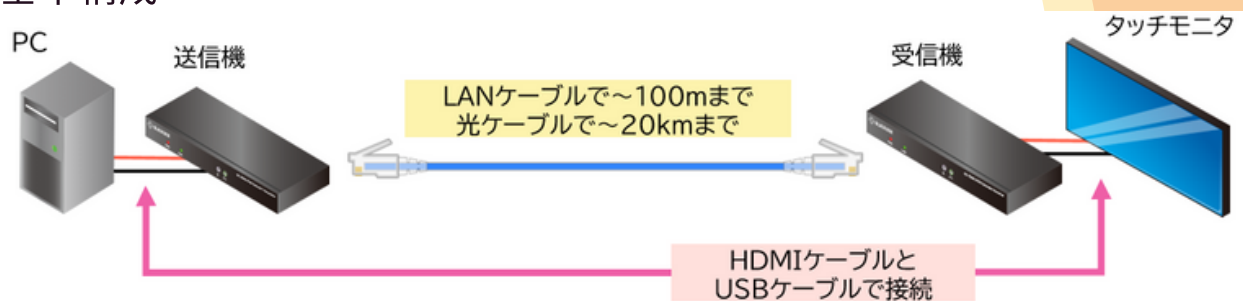 PC
送信機
LANケーブルで～100mまで
光ケーブルで～20kmまで
受信機
タッチモニタ
HDMIケーブルと
USBケーブルで接続